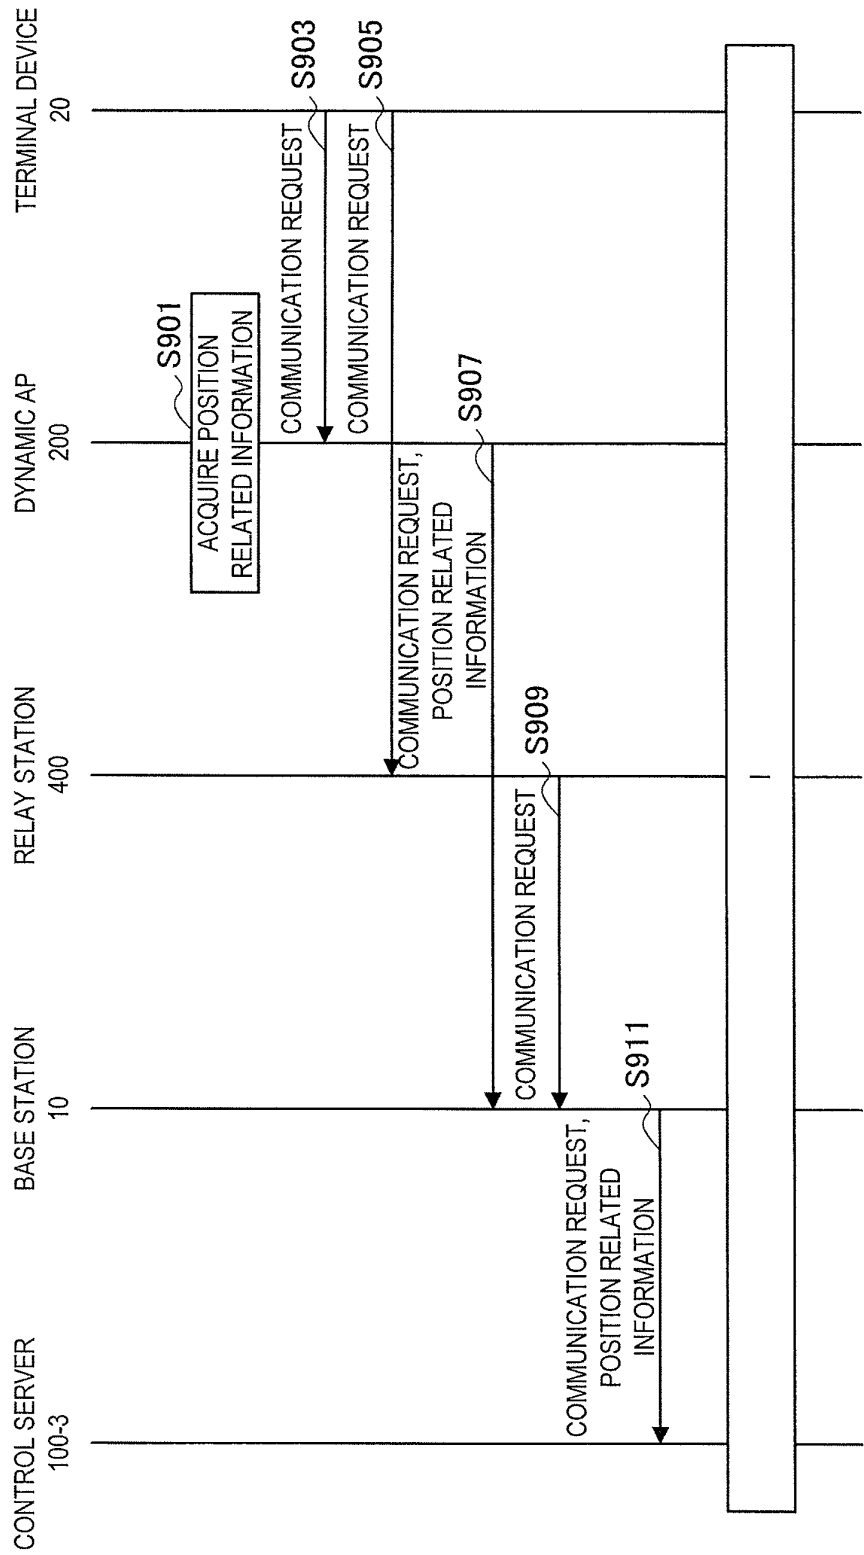 CONTROL SERVER
100-3
BASE STATION
10
RELAY STATION
400
DYNAMIC AP
200
TERMINAL DEVICE
20
S901
ACQUIRE POSITION
RELATED INFORMATION
COMMUNICATION REQUEST
S903
COMMUNICATION REQUEST
S905
COMMUNICATION REQUEST,
POSITION RELATED
INFORMATION
S907
COMMUNICATION REQUEST
S909
COMMUNICATION REQUEST,
POSITION RELATED
INFORMATION
S911
I